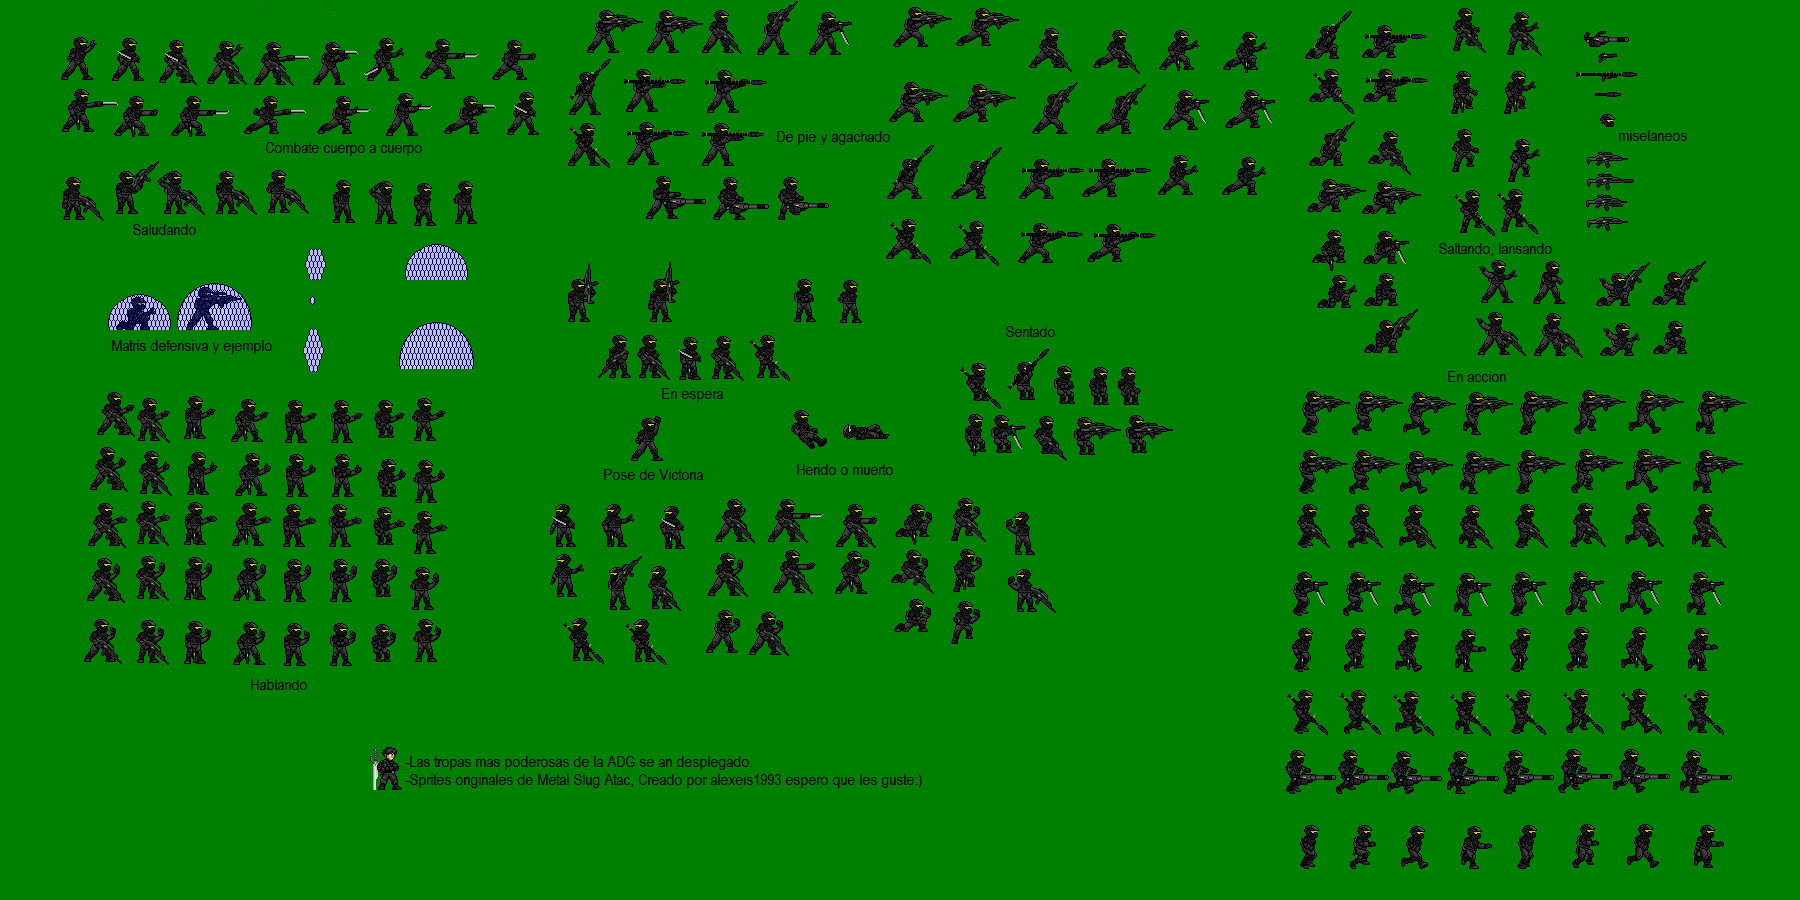 Combate cuerpo a cuerpo
De pie y agachado
miselaneos
Saludando
Saltando, lansando
Matris defensiva y ejemplo
Sentado
En espera
En accion
Pose de Victoria
Herido o muerto
Hablando
-Las tropas mas poderosas de la ADG se an desplegado.
-Sprites originales de Metal Slug Atac, Creado por alexeis1993 espero que les guste:)